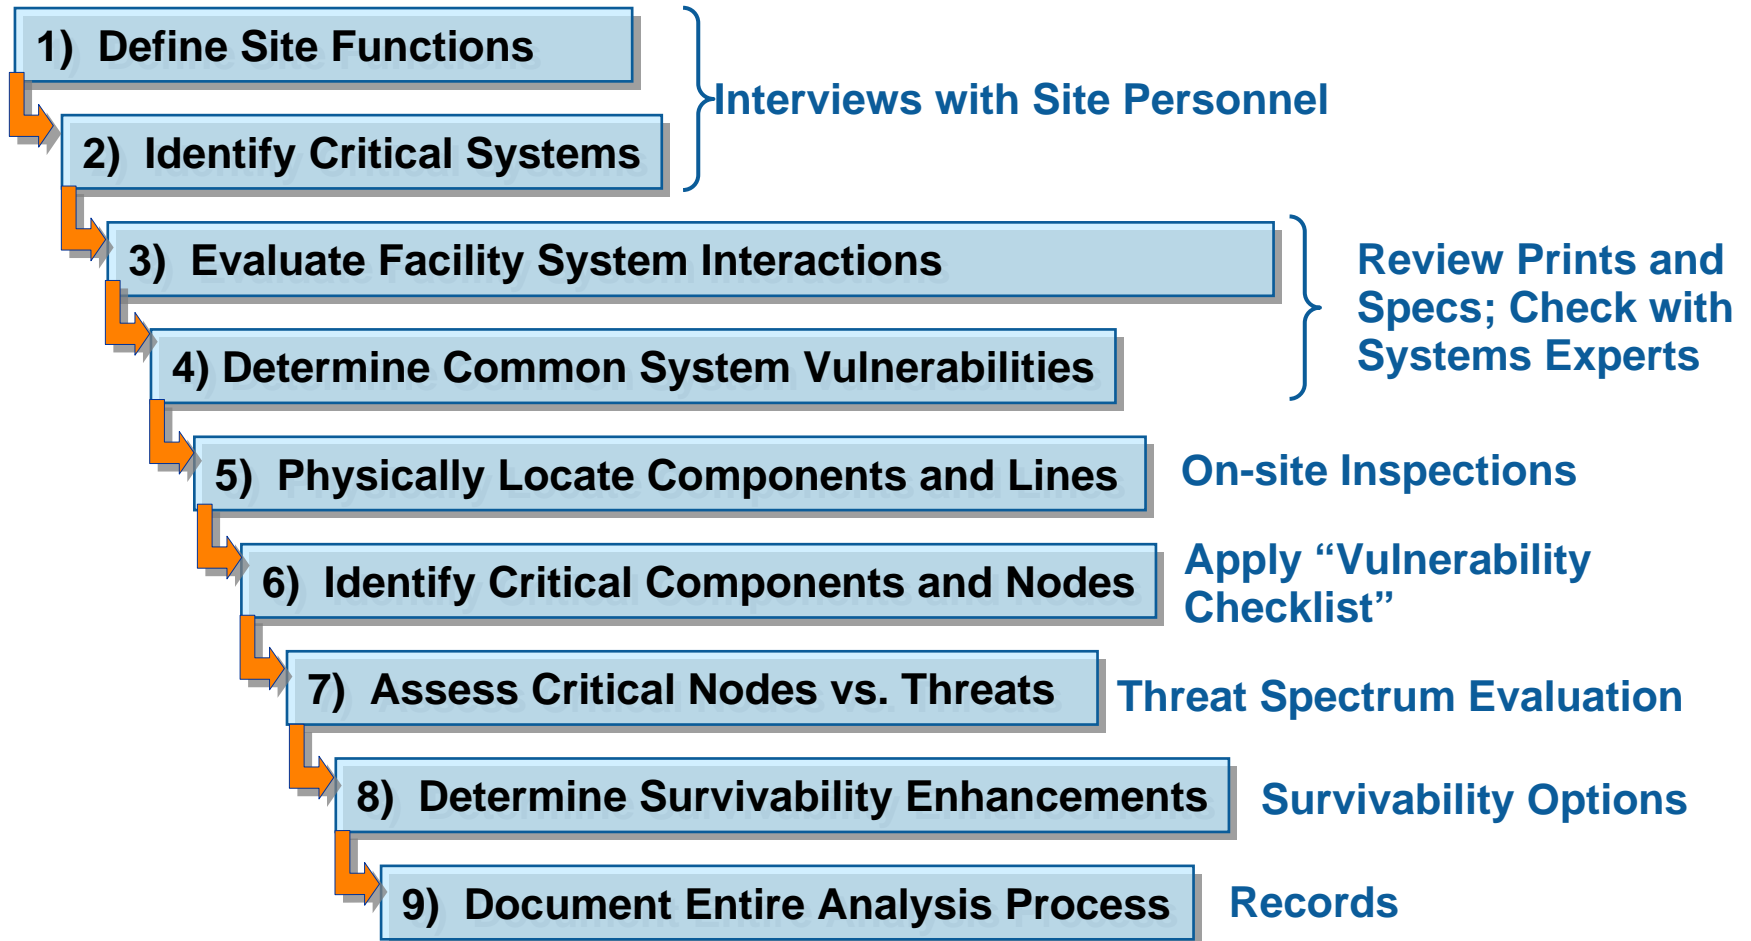 1) Define Site Functions
Interviews with Site Personnel
2) Identify Critical Systems
3) Evaluate Facility System Interactions
Review Prints and
Specs; Check with
Systems Experts
4) Determine Common System Vulnerabilities
5) Physically Locate Components and Lines
On-site Inspections
6) Identify Critical Components and Nodes
Apply “Vulnerability
Checklist”
7) Assess Critical Nodes vs. Threats
Threat Spectrum Evaluation
8) Determine Survivability Enhancements
Survivability Options
9) Document Entire Analysis Process
Records